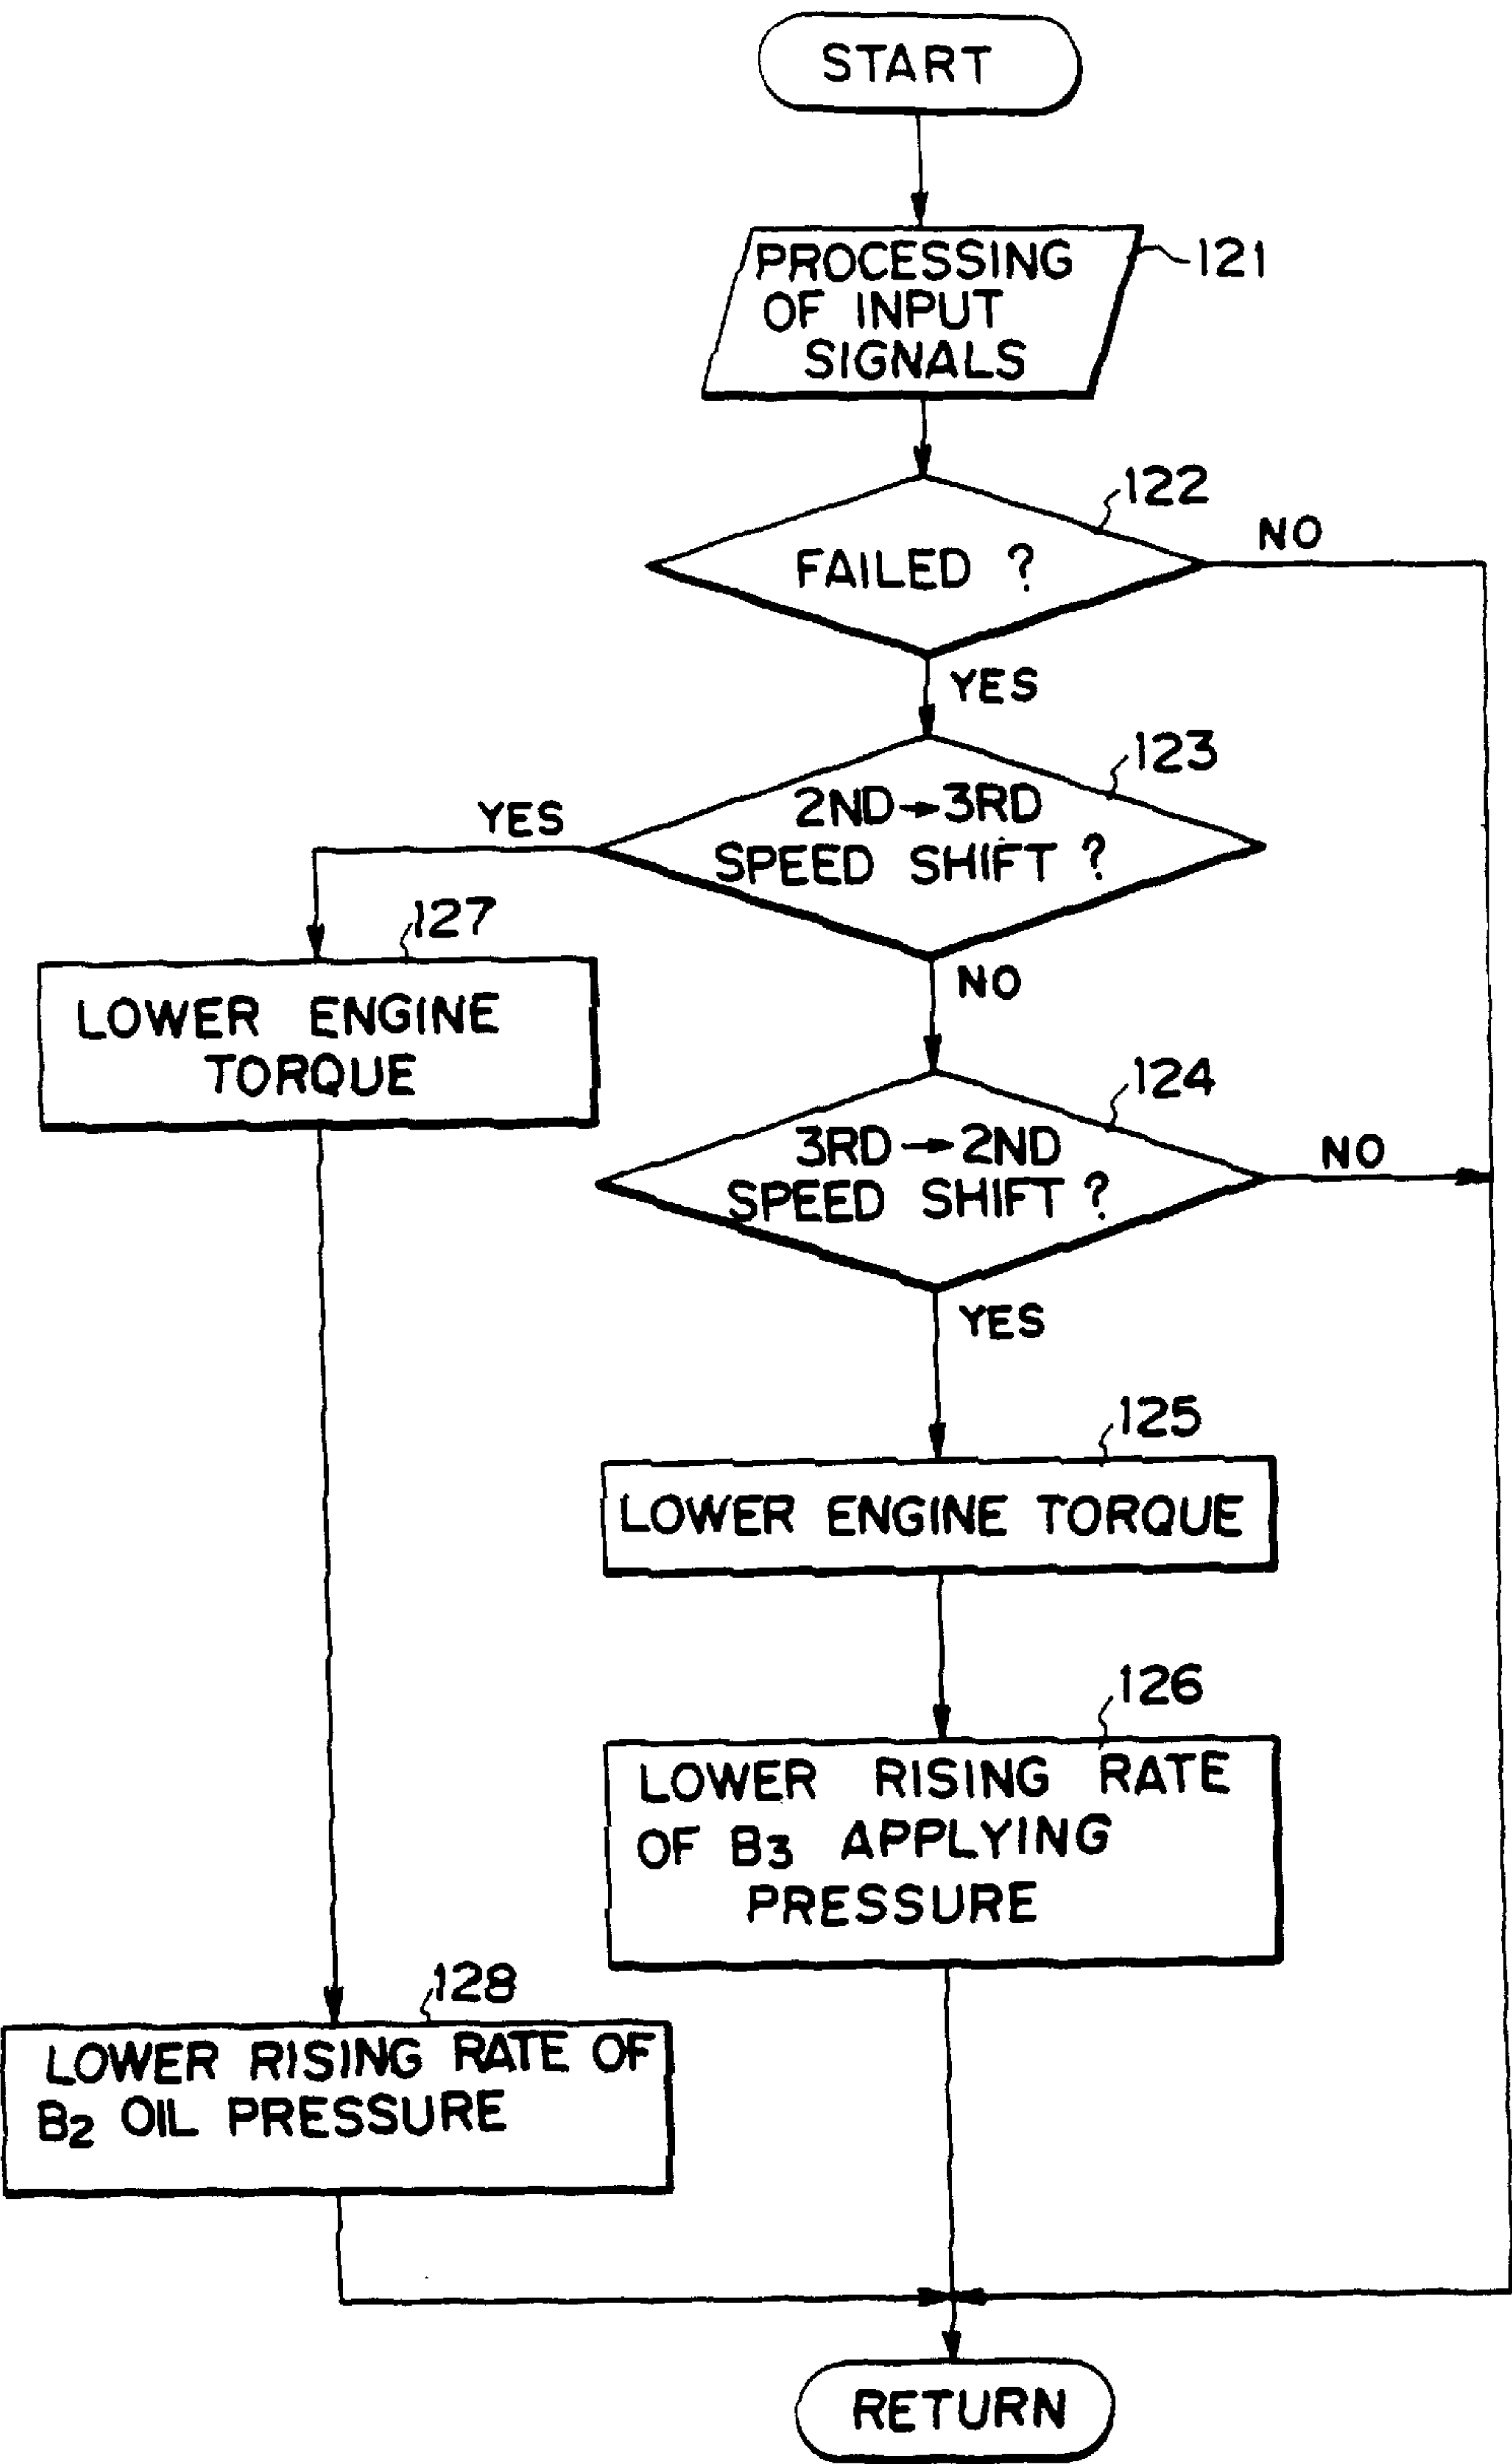 START
PROCESSING
OF INPUT
SIGNALS
121
122
FAILED ?
NO
YES
123
2ND→3RD
SPEED SHIFT ?
YES
NO
127
LOWER ENGINE
TORQUE
124
3RD→2ND
SPEED SHIFT ?
NO
YES
125
LOWER ENGINE TORQUE
126
LOWER RISING RATE
OF B3 APPLYING
PRESSURE
128
LOWER RISING RATE OF
B2 OIL PRESSURE
RETURN